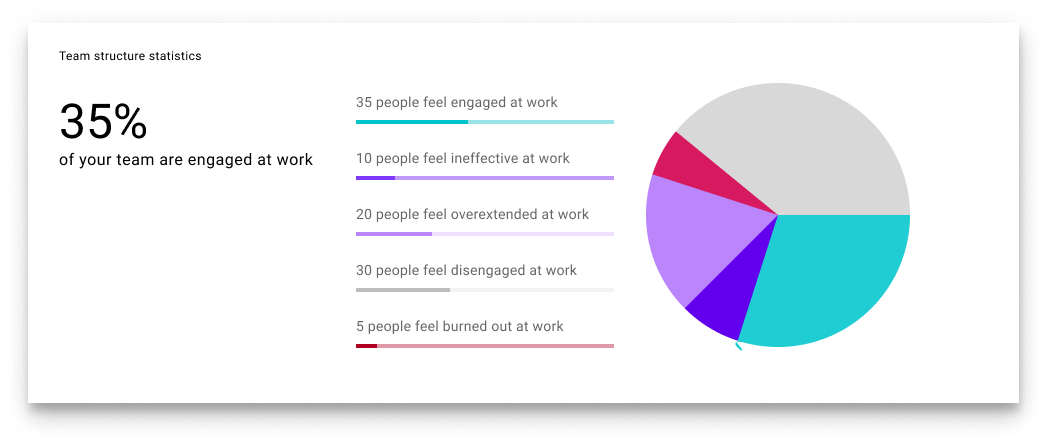 Team structure statistics
35%
of your team are engaged at work
35 people feel engaged at work
10 people feel ineffective at work
20 people feel overextended at work
30 people feel disengaged at work
5 people feel burned out at work